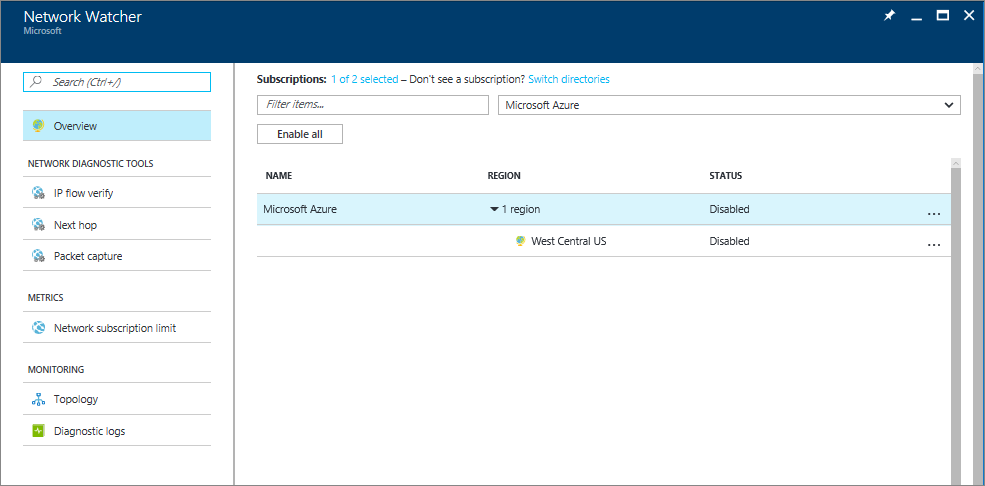 Network Watcher
Microsoft
Search (Ctrl+/)
Overview
NETWORK DIAGNOSTIC TOOLS
IP flow verify
Next hop
Packet capture
METRICS
Network subscription limit
MONITORING
Topology
Diagnostic logs
Subscriptions: 1 of 2 selected – Don't see a subscription? Switch directories
Filter items...
Microsoft Azure
Enable all
NAME REGION STATUS
Microsoft Azure 1 region Disabled ...
West Central US Disabled ...